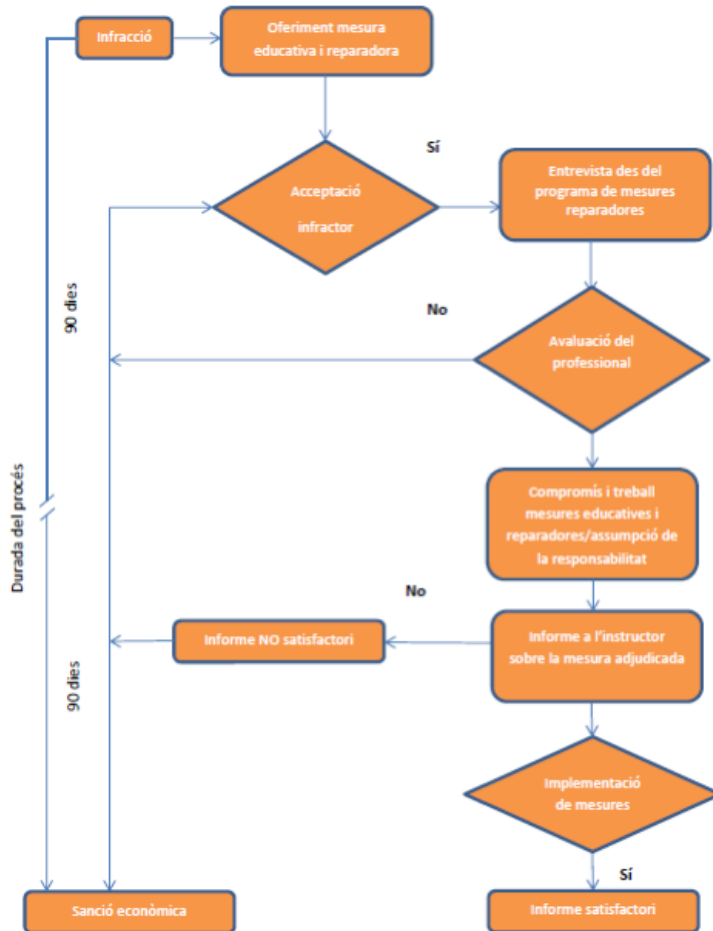 Infracció
Oferiment mesura
educativa i reparadora
Sí
Acceptació
infractor
Entrevista des del
programa de mesures
reparadores
90 dies
No
Avaluació del
professional
Durada del procés
Compromís i treball
mesures educatives i
reparadores/assumpció de
la responsabilitat
No
Informe NO satisfactori
Informe a l'instructor
sobre la mesura adjudicada
90 dies
Implementació
de mesures
Sí
Sanció econòmica
Informe satisfactori